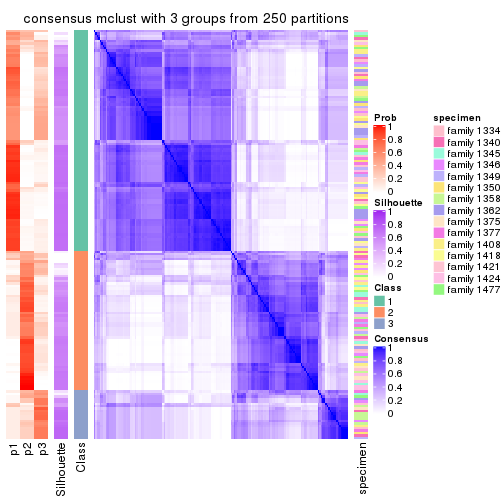 consensus mclust with 3 groups from 250 partitions
Prob
1
0.8
0.6
0.4
0.2
0
Silhouette
1
0.8
0.6
0.4
0.2
0
Class
1
2
3
Consensus
1
0.8
0.6
0.4
0.2
0
specimen
family 1334
family 1340
family 1345
family 1346
family 1349
family 1350
family 1358
family 1362
family 1375
family 1377
family 1408
family 1418
family 1421
family 1424
family 1477
p1
p2
p3
Silhouette
Class
specimen